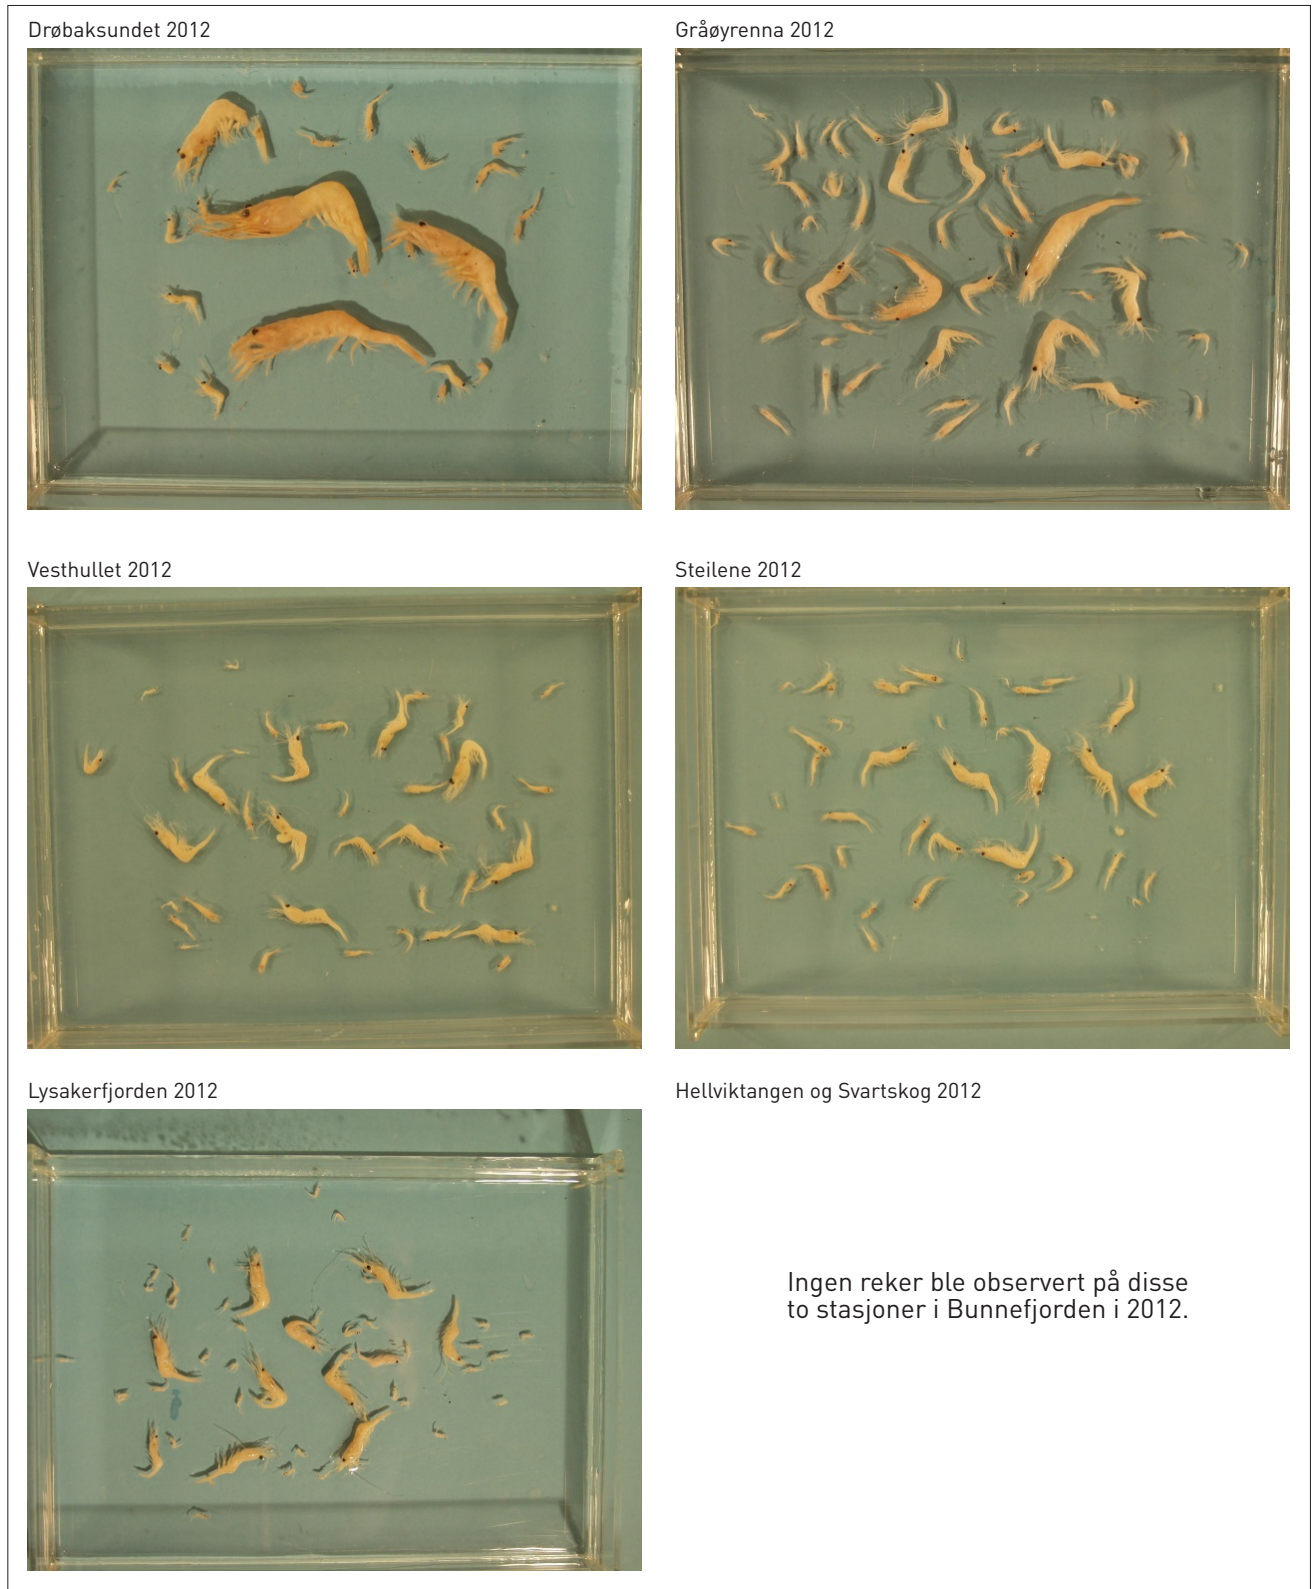 Drøbaksundet 2012
Gråøyrenna 2012
Vesthullet 2012
Steilene 2012
Lysakerfjorden 2012
Hellviktangen og Svartskog 2012
Ingen reker ble observert på disse
to stasjoner i Bunnefjorden i 2012.